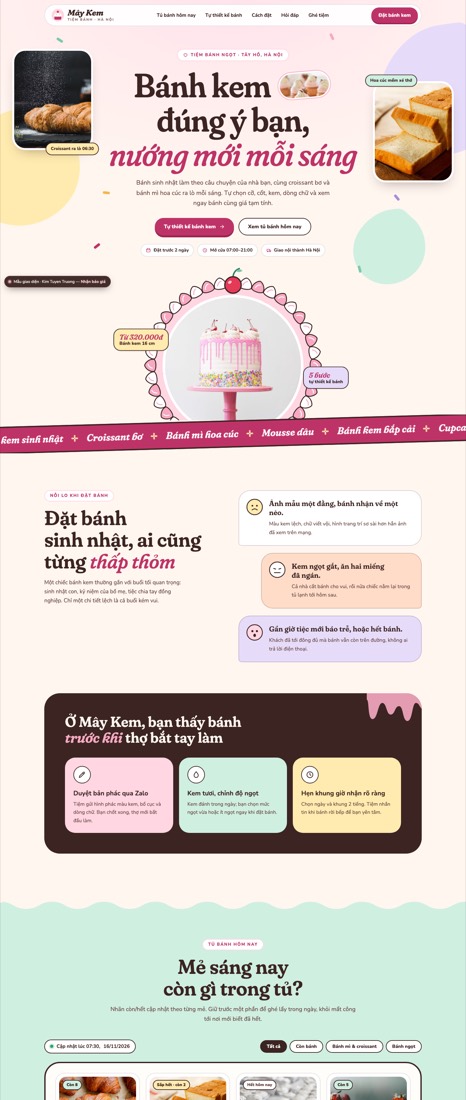 Mây Kem
TIỆM BÁNH · HÀ NỘI
Tủ bánh hôm nay
Tự thiết kế bánh
Cách đặt
Hỏi đáp
Ghé tiệm
Đặt bánh kem
TIỆM BÁNH NGỌT · TÂY HỒ, HÀ NỘI
Hoa cúc mềm xé thớ
Croissant ra lò 06:30
Bánh kem
đúng ý bạn,
nướng mới mỗi sáng
Bánh sinh nhật làm theo câu chuyện của nhà bạn, cùng croissant bơ và
bánh mì hoa cúc ra lò mỗi sáng. Tự chọn cỡ, cốt, kem, dòng chữ và xem
ngay bảng giá tạm tính.
Tự thiết kế bánh kem →
Xem tủ bánh hôm nay
Đặt trước 2 ngày
Mở cửa 07:00–21:00
Giao nội thành Hà Nội
Mẫu giao diện · Kim Tuyen Truong — Nhận báo giá
Từ 320.000đ
Bánh kem 16 cm
5 bước
tự thiết kế bánh
kem sinh nhật + Croissant bơ + Bánh mì hoa cúc + Mousse dâu + Bánh kem bắp cải + Cupca
NỖI LO KHI ĐẶT BÁNH
Đặt bánh
sinh nhật, ai cũng
từng thấp thỏm
Một chiếc bánh kem thường gắn với buổi tối quan trọng:
sinh nhật con, kỷ niệm của bố mẹ, tiệc chia tay đồng
nghiệp. Chỉ một chi tiết lệch là cả buổi kém vui.
Ảnh mẫu một đằng, bánh nhận về một
nẻo.
Màu kem lệch, chữ viết vội, hình trang trí sơ sài hơn hẳn ảnh
đã xem trên mạng.
Kem ngọt gắt, ăn hai miếng
đã ngán.
Cả nhà cắt bánh cho vui, rồi nửa chiếc nằm lại trong
tủ lạnh tới hôm sau.
Gần giờ tiệc mới báo trễ, hoặc hết bánh.
Khách đã tới đông đủ mà bánh vẫn còn trên đường, không ai
trả lời điện thoại.
Ở Mây Kem, bạn thấy bánh
trước khi thợ bắt tay làm
Duyệt bản phác qua Zalo
Tiệm gửi hình phác màu kem, bố cục và
dòng chữ. Bạn chốt xong, thợ mới bắt
đầu làm.
Kem tươi, chỉnh độ ngọt
Kem đánh trong ngày, bạn chọn mức
ngọt vừa hoặc ít ngọt ngay khi đặt bánh.
Hẹn khung giờ nhận rõ ràng
Chọn ngày và khung 2 tiếng. Tiệm nhắn
tin khi bánh rời bếp để bạn yên tâm.
TỦ BÁNH HÔM NAY
Mẻ sáng nay
còn gì trong tủ?
Nhãn còn/hết cập nhật theo từng mẻ. Giữ trước một phần để ghé lấy trong ngày, khỏi mất công
tới nơi mới biết đã hết.
Cập nhật lúc 07:30, 16/11/2026
Tất cả
Còn bánh
Bánh mì & croissant
Bánh ngọt
Còn 8
Sắp hết · còn 3
Hết hôm nay
Còn 5